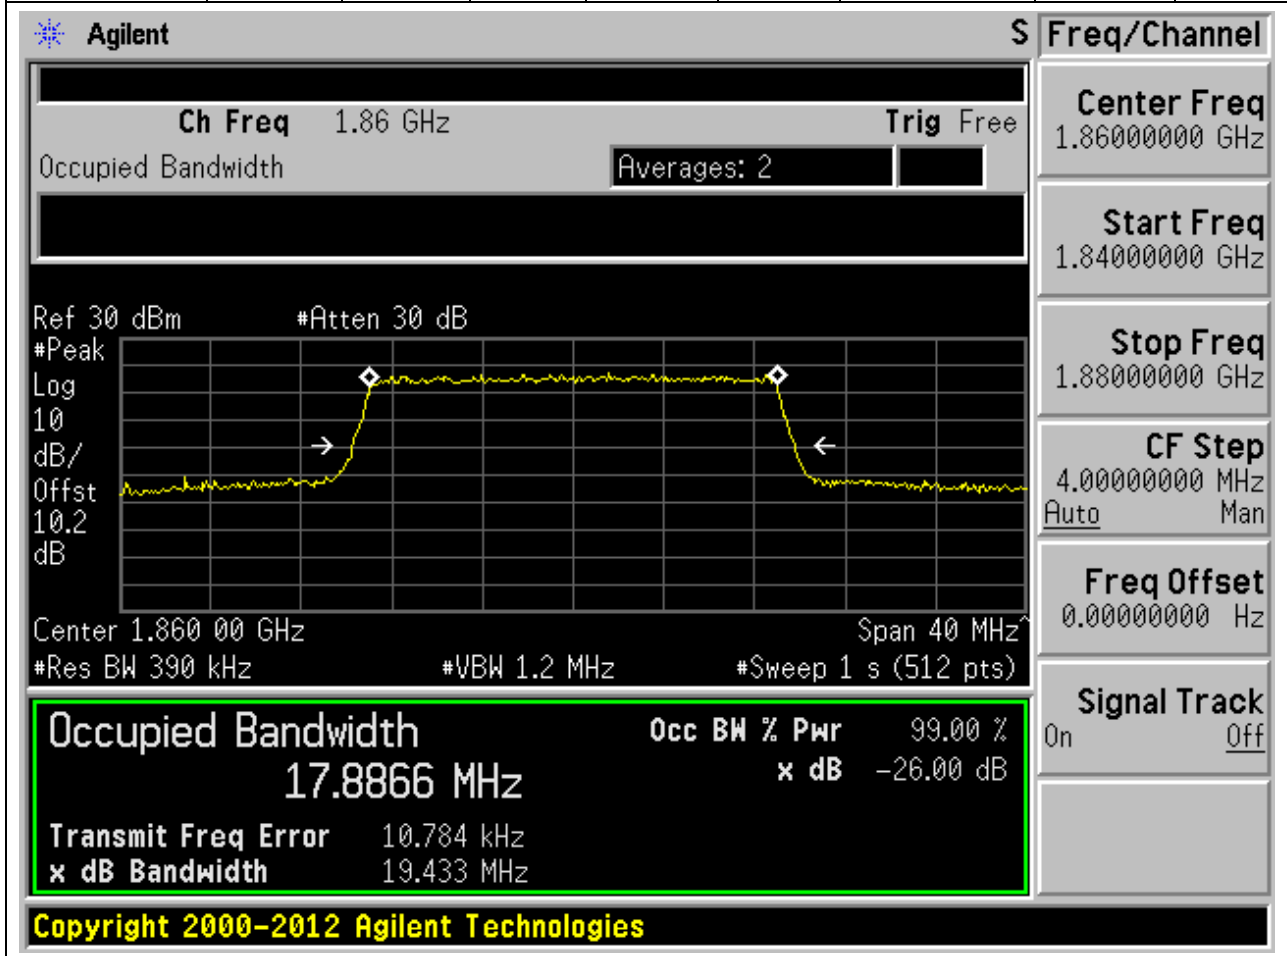 Agilent S Freq/Channel
Ch Freq 1.86 GHz Trig Free
Occupied Bandwidth Averages: 2
Center Freq
1.86000000 GHz
Start Freq
1.84000000 GHz
Stop Freq
1.88000000 GHz
CF Step
4.00000000 MHz
Auto Man
Freq Offset
0.00000000 Hz
Signal Track
On Off
Ref 30 dBm #Atten 30 dB
#Peak
Log
10
dB/
Offst
10.2
dB
Center 1.860 00 GHz Span 40 MHz^
#Res BW 390 kHz #VBW 1.2 MHz #Sweep 1 s (512 pts)
Occupied Bandwidth Occ BW % Pwr 99.00 %
17.8866 MHz x dB -26.00 dB
Transmit Freq Error 10.784 kHz
x dB Bandwidth 19.433 MHz
Copyright 2000-2012 Agilent Technologies